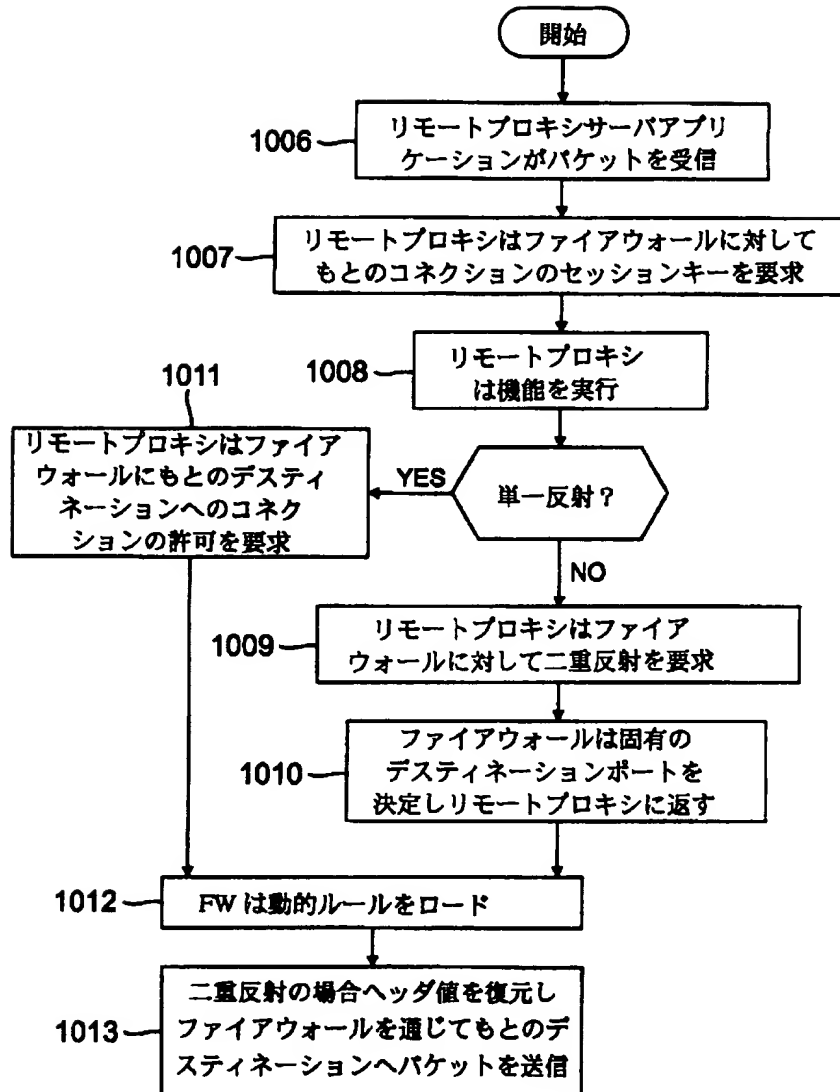 開始
1006
リモートプロキシサーバアプリ
ケーションがパケットを受信
1007
リモートプロキシはファイアウォールに対して
もとのコネクションのセッションキーを要求
1008
リモートプロキシ
は機能を実行
1011
リモートプロキシはファイア
ウォールにもとのデスティ
ネーションへのコネク
ションの許可を要求
YES
単一反射？
NO
1009
リモートプロキシはファイア
ウォールに対して二重反射を要求
1010
ファイアウォールは固有の
デスティネーションポートを
決定しリモートプロキシに返す
1012
FWは動的ルールをロード
1013
二重反射の場合ヘッダ値を復元し
ファイアウォールを通じてもとのデ
スティネーションへパケットを送信